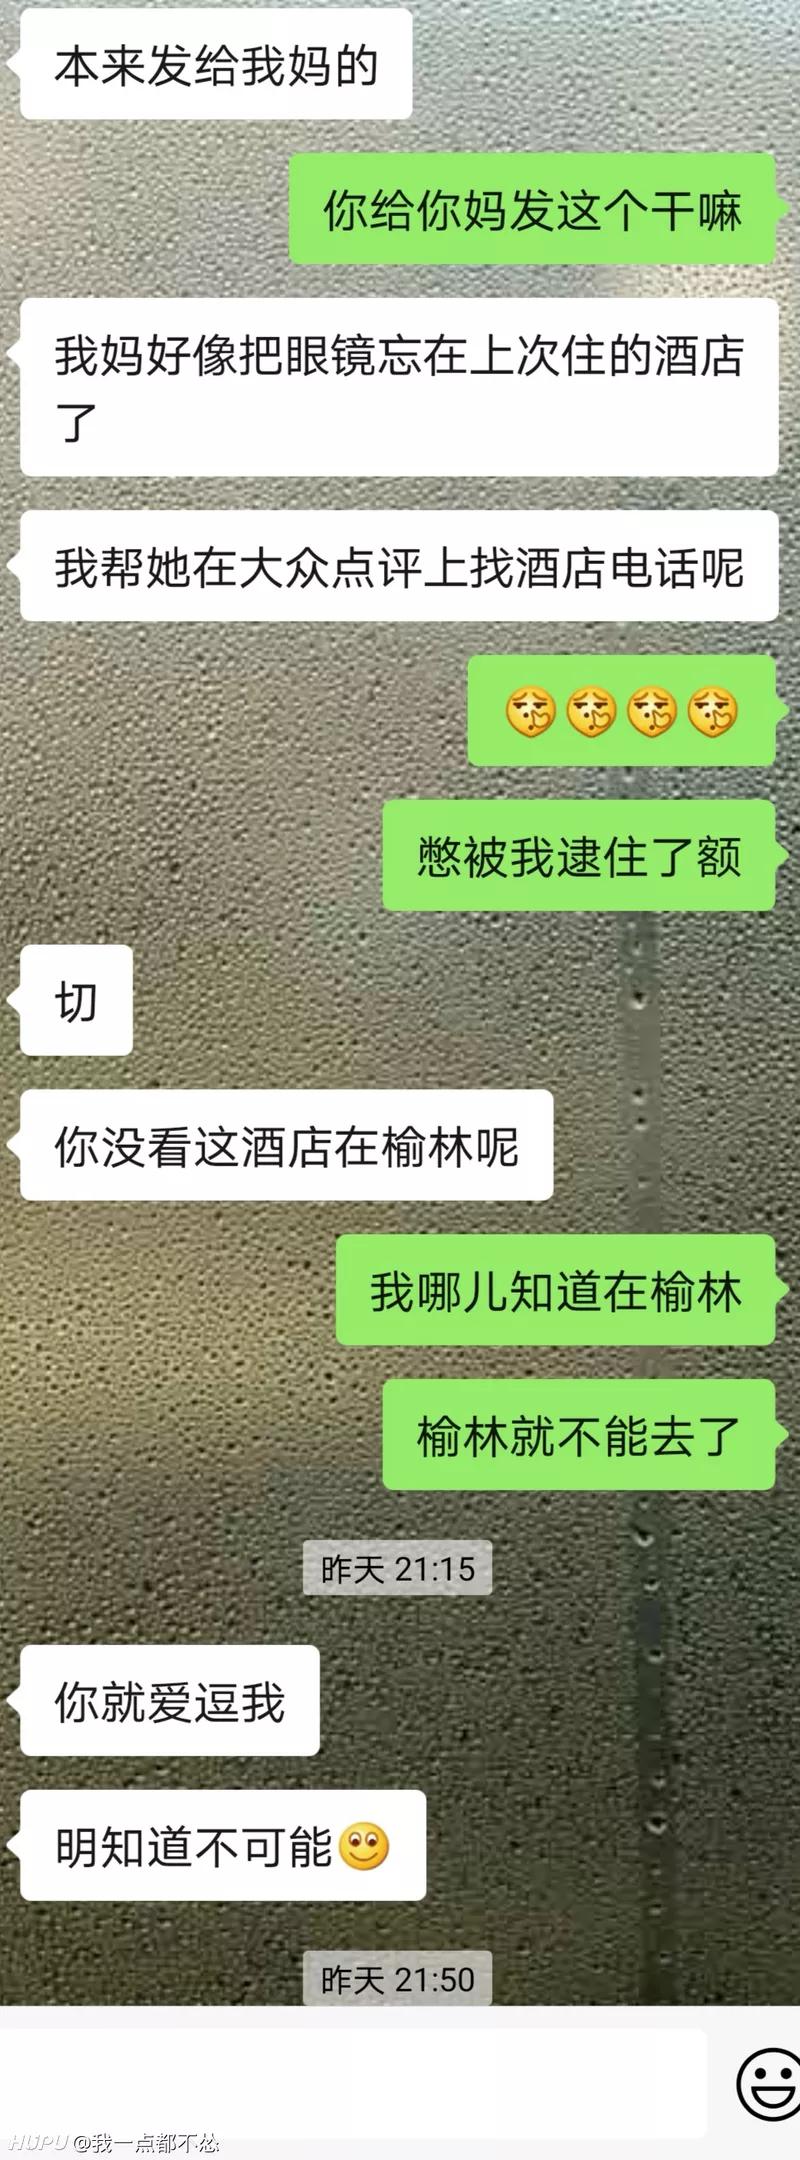 本来发给我妈的
你给你妈发这个干嘛
我妈好像把眼镜忘在上次住的酒店
了
我帮她在大众点评上找酒店电话呢
憋被我逮住了额
切
你没看这酒店在榆林呢
我哪儿知道在榆林
榆林就不能去了
昨天 21:15
你就爱逗我
明知道不可能
昨天 21:50
HUPU @我一点都不怂